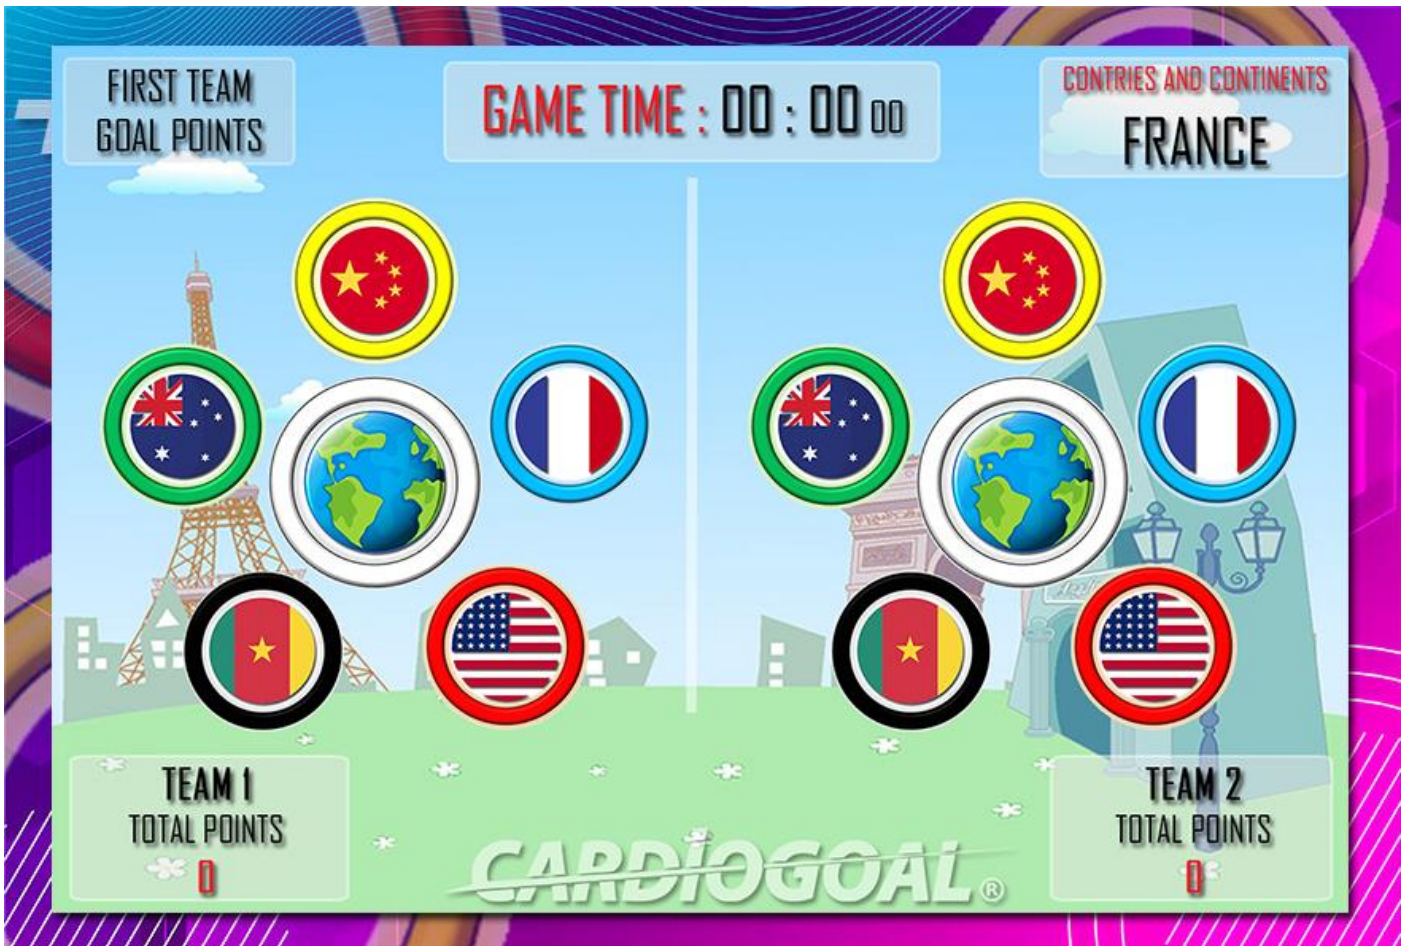 FIRST TEAM
GOAL POINTS
GAME TIME : 00 : 00 00
CONTRIES AND CONTINENTS
FRANCE
TEAM 1
TOTAL POINTS
0
TEAM 2
TOTAL POINTS
0
CARDIOGOAL®